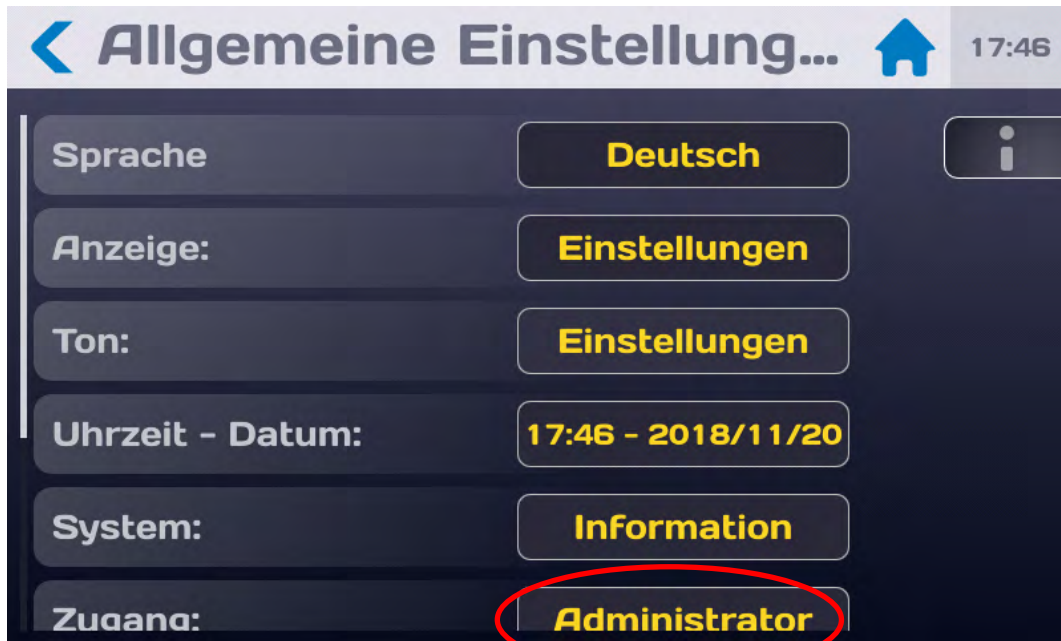 Allgemeine Einstellung...
17:46
Sprache Deutsch
Anzeige: Einstellungen
Ton: Einstellungen
Uhrzeit - Datum: 17:46 - 2018/11/20
System: Information
Zugang: Administrator